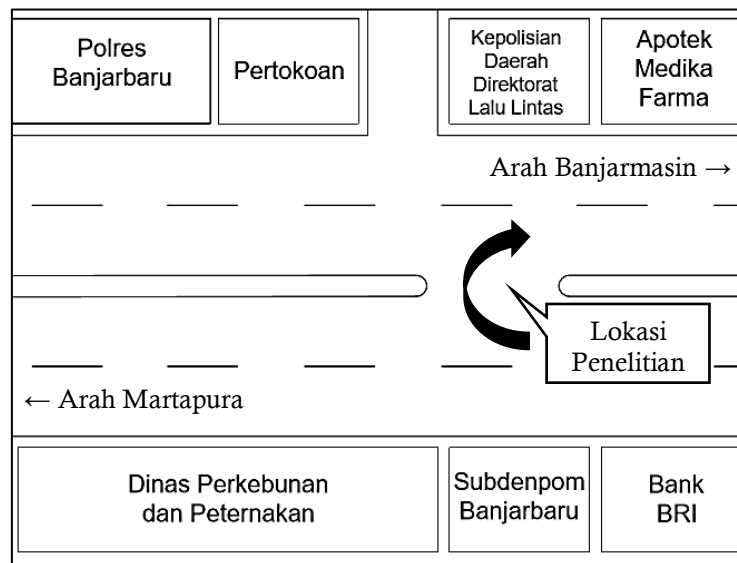 Polres
Banjarbaru
Pertokoan
Kepolisian
Daerah
Direktorat
Lalu Lintas
Apotek
Medika
Farma
Arah Banjarmasin →
Lokasi
Penelitian
← Arah Martapura
Dinas Perkebunan
dan Peternakan
Subdenpom
Banjarbaru
Bank
BRI